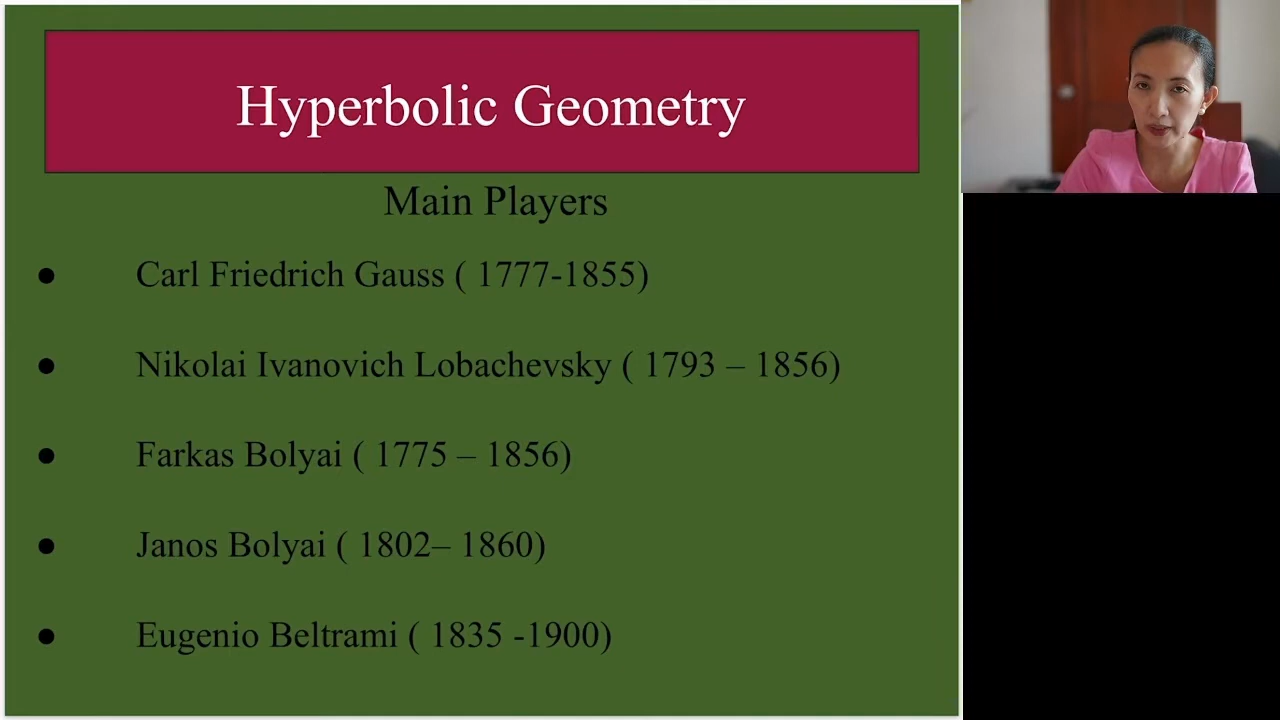 Hyperbolic Geometry
Main Players
● Carl Friedrich Gauss ( 1777-1855)
● Nikolai Ivanovich Lobachevsky ( 1793 – 1856)
● Farkas Bolyai ( 1775 – 1856)
● Janos Bolyai ( 1802– 1860)
● Eugenio Beltrami ( 1835 -1900)